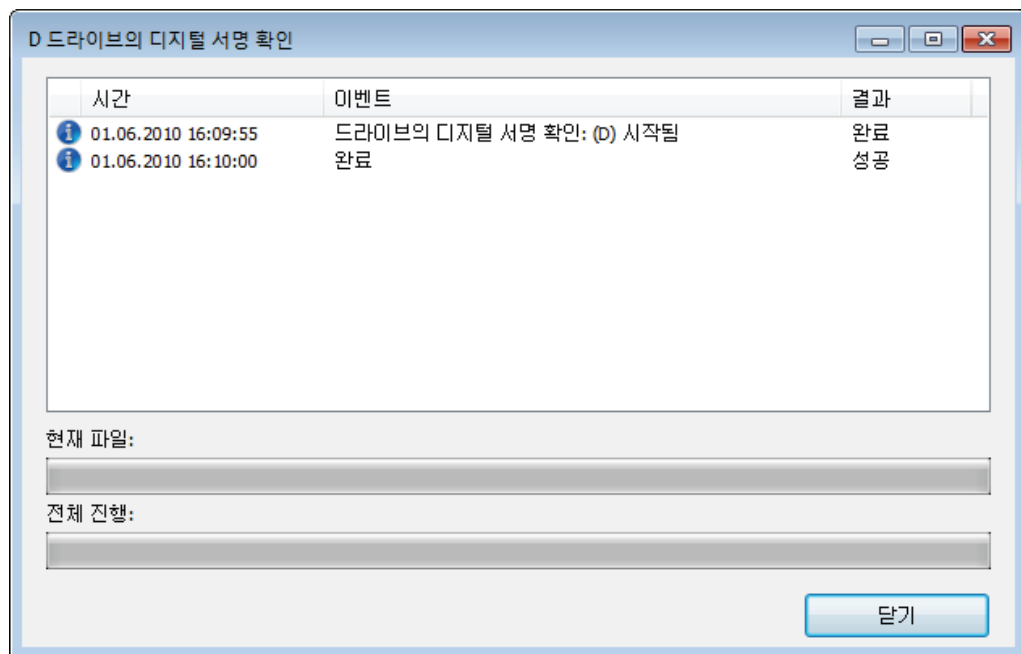 D 드라이브의 디지털 서명 확인
시간 이벤트 결과
01.06.2010 16:09:55 드라이브의 디지털 서명 확인: (D) 시작됨 완료
01.06.2010 16:10:00 완료 성공
현재 파일:
전체 진행:
닫기